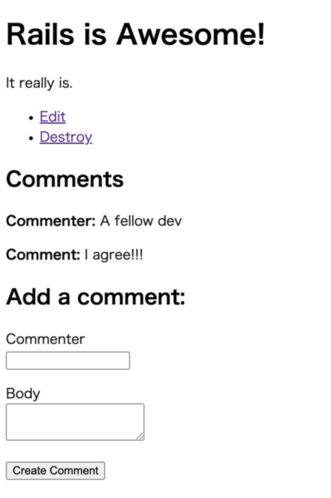 Rails is Awesome!
It really is.
Edit
Destroy
Comments
Commenter: A fellow dev
Comment: I agree!!!
Add a comment:
Commenter
Body
Create Comment